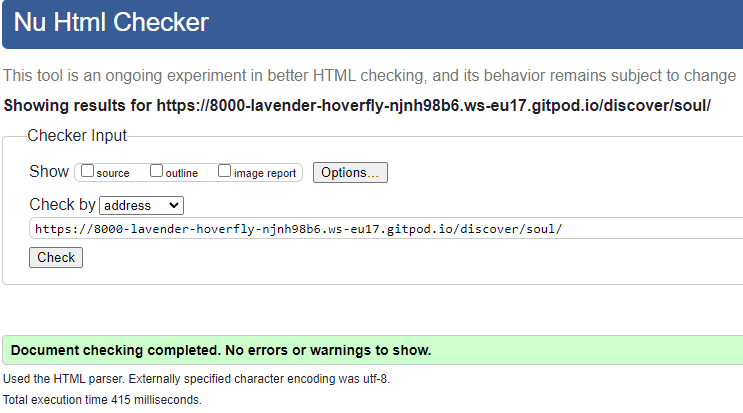 Nu Html Checker
This tool is an ongoing experiment in better HTML checking, and its behavior remains subject to change
Showing results for https://8000-lavender-hoverfly-njnh98b6.ws-eu17.gitpod.io/discover/soul/
Checker Input
Show source outline image report Options...
Check by address
https://8000-lavender-hoverfly-njnh98b6.ws-eu17.gitpod.io/discover/soul/
Check
Document checking completed. No errors or warnings to show.
Used the HTML parser. Externally specified character encoding was utf-8.
Total execution time 415 milliseconds.